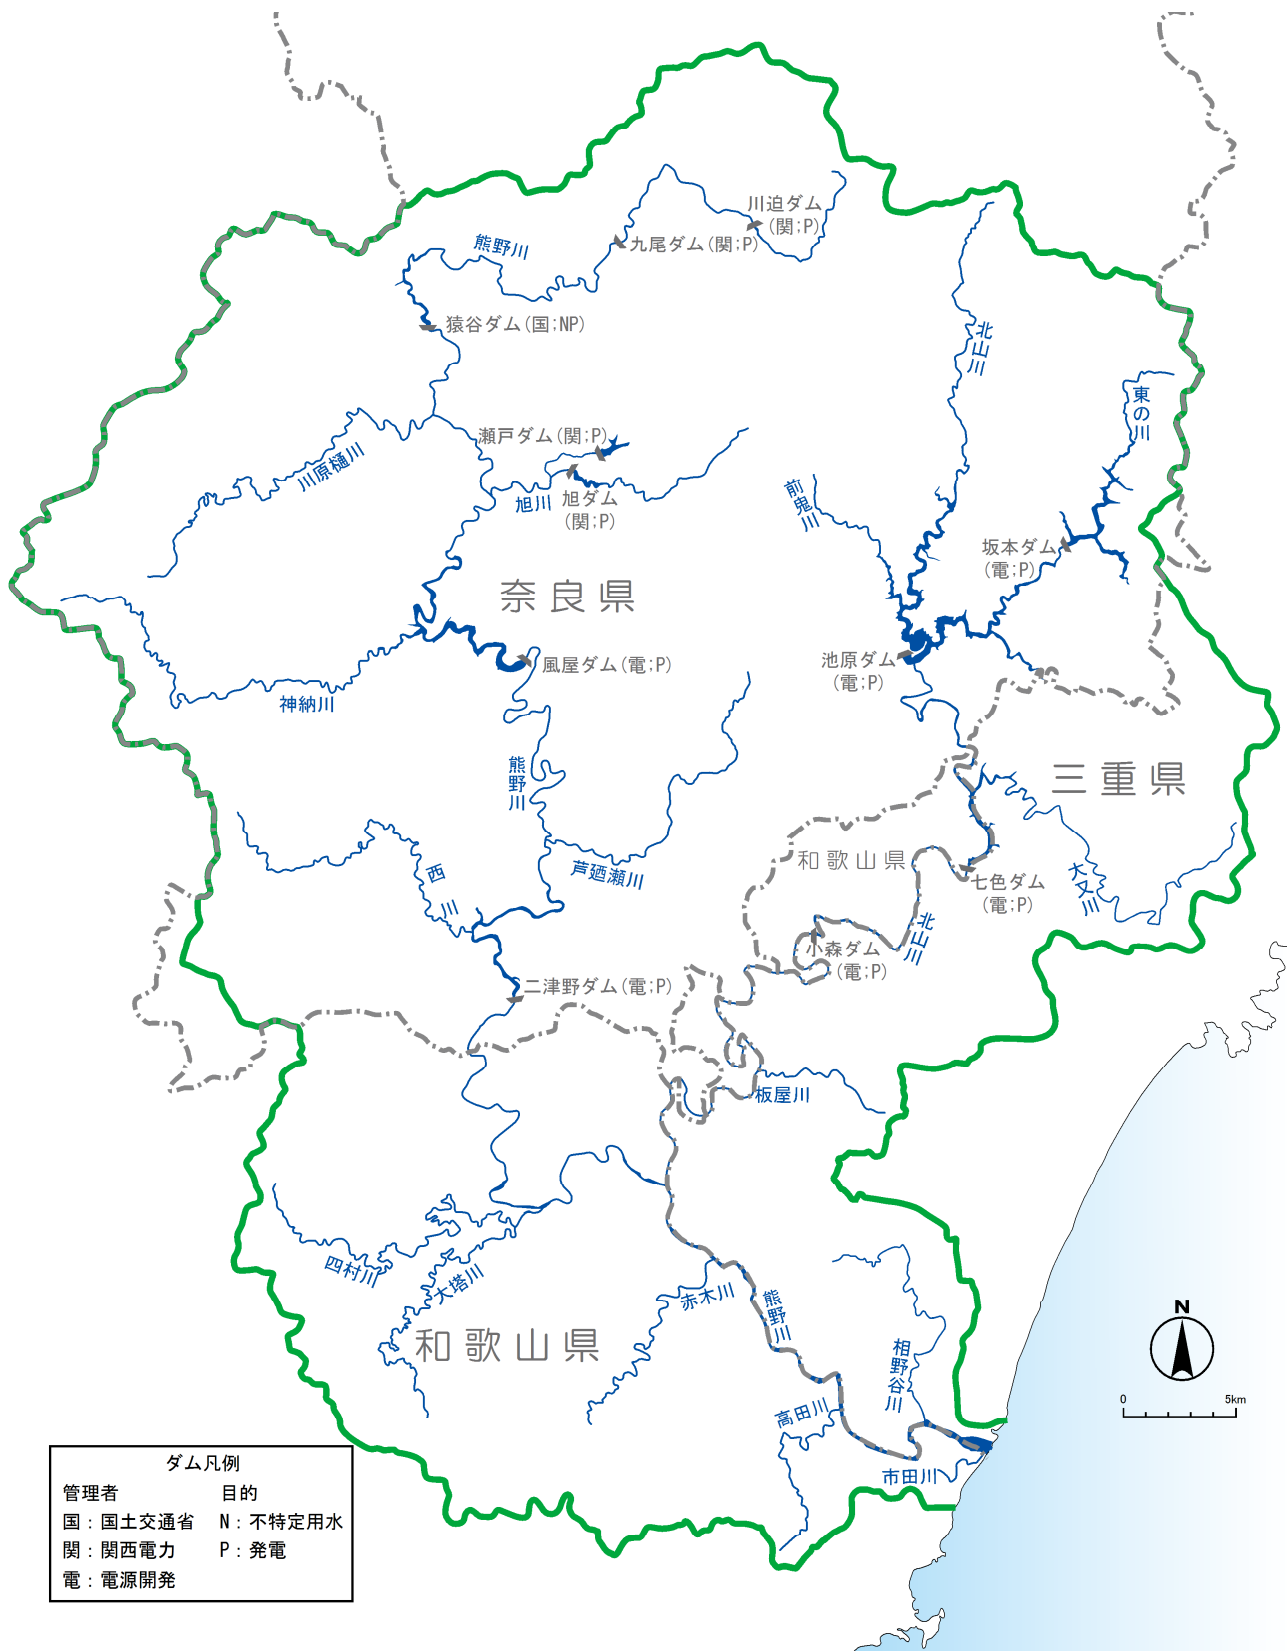 川迫ダム
(関;P)
九尾ダム(関;P)
熊野川
猿谷ダム(国;NP)
北山川
東の川
瀬戸ダム(関;P)
川原樋川
旭川
旭ダム
(関;P)
前鬼川
坂本ダム
(電;P)
奈良県
風屋ダム(電;P)
池原ダム
(電;P)
神納川
熊野川
三重県
和歌山県
芦廼瀬川
西川
七色ダム
(電;P)
大又川
北山川
小森ダム
(電;P)
二津野ダム(電;P)
板屋川
四村川
大塔川
赤木川
熊野川
和歌山県
相野谷川
高田川
市田川
N
0 5km
ダム凡例
管理者 目的
国：国土交通省 N：不特定用水
関：関西電力 P：発電
電：電源開発